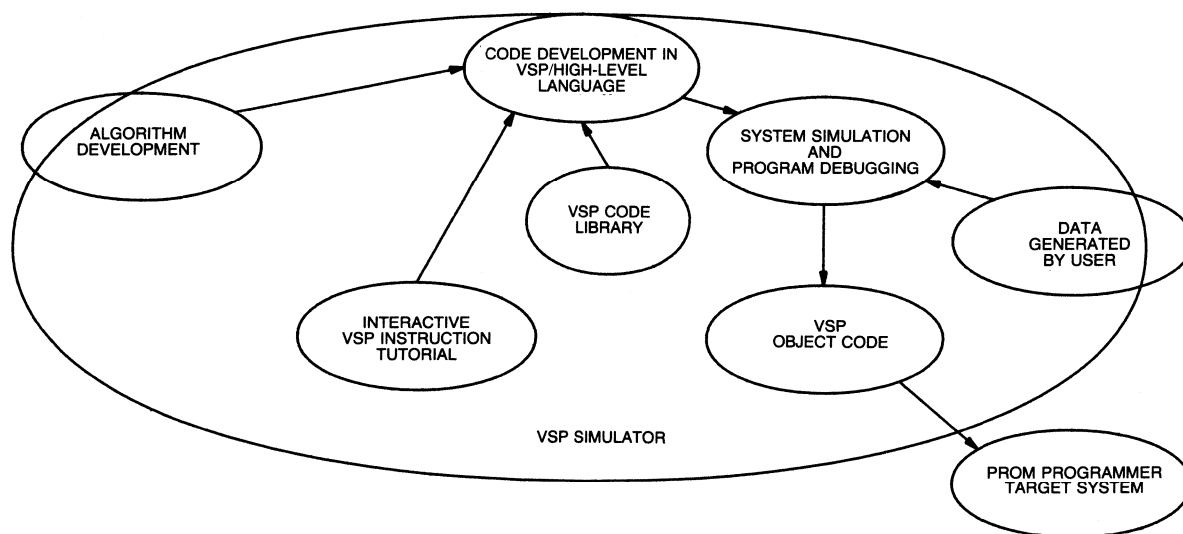 CODE DEVELOPMENT IN
VSP/HIGH-LEVEL
LANGUAGE
ALGORITHM
DEVELOPMENT
SYSTEM SIMULATION
AND
PROGRAM DEBUGGING
VSP CODE
LIBRARY
DATA
GENERATED
BY USER
INTERACTIVE
VSP INSTRUCTION
TUTORIAL
VSP
OBJECT CODE
VSP SIMULATOR
PROM PROGRAMMER
TARGET SYSTEM